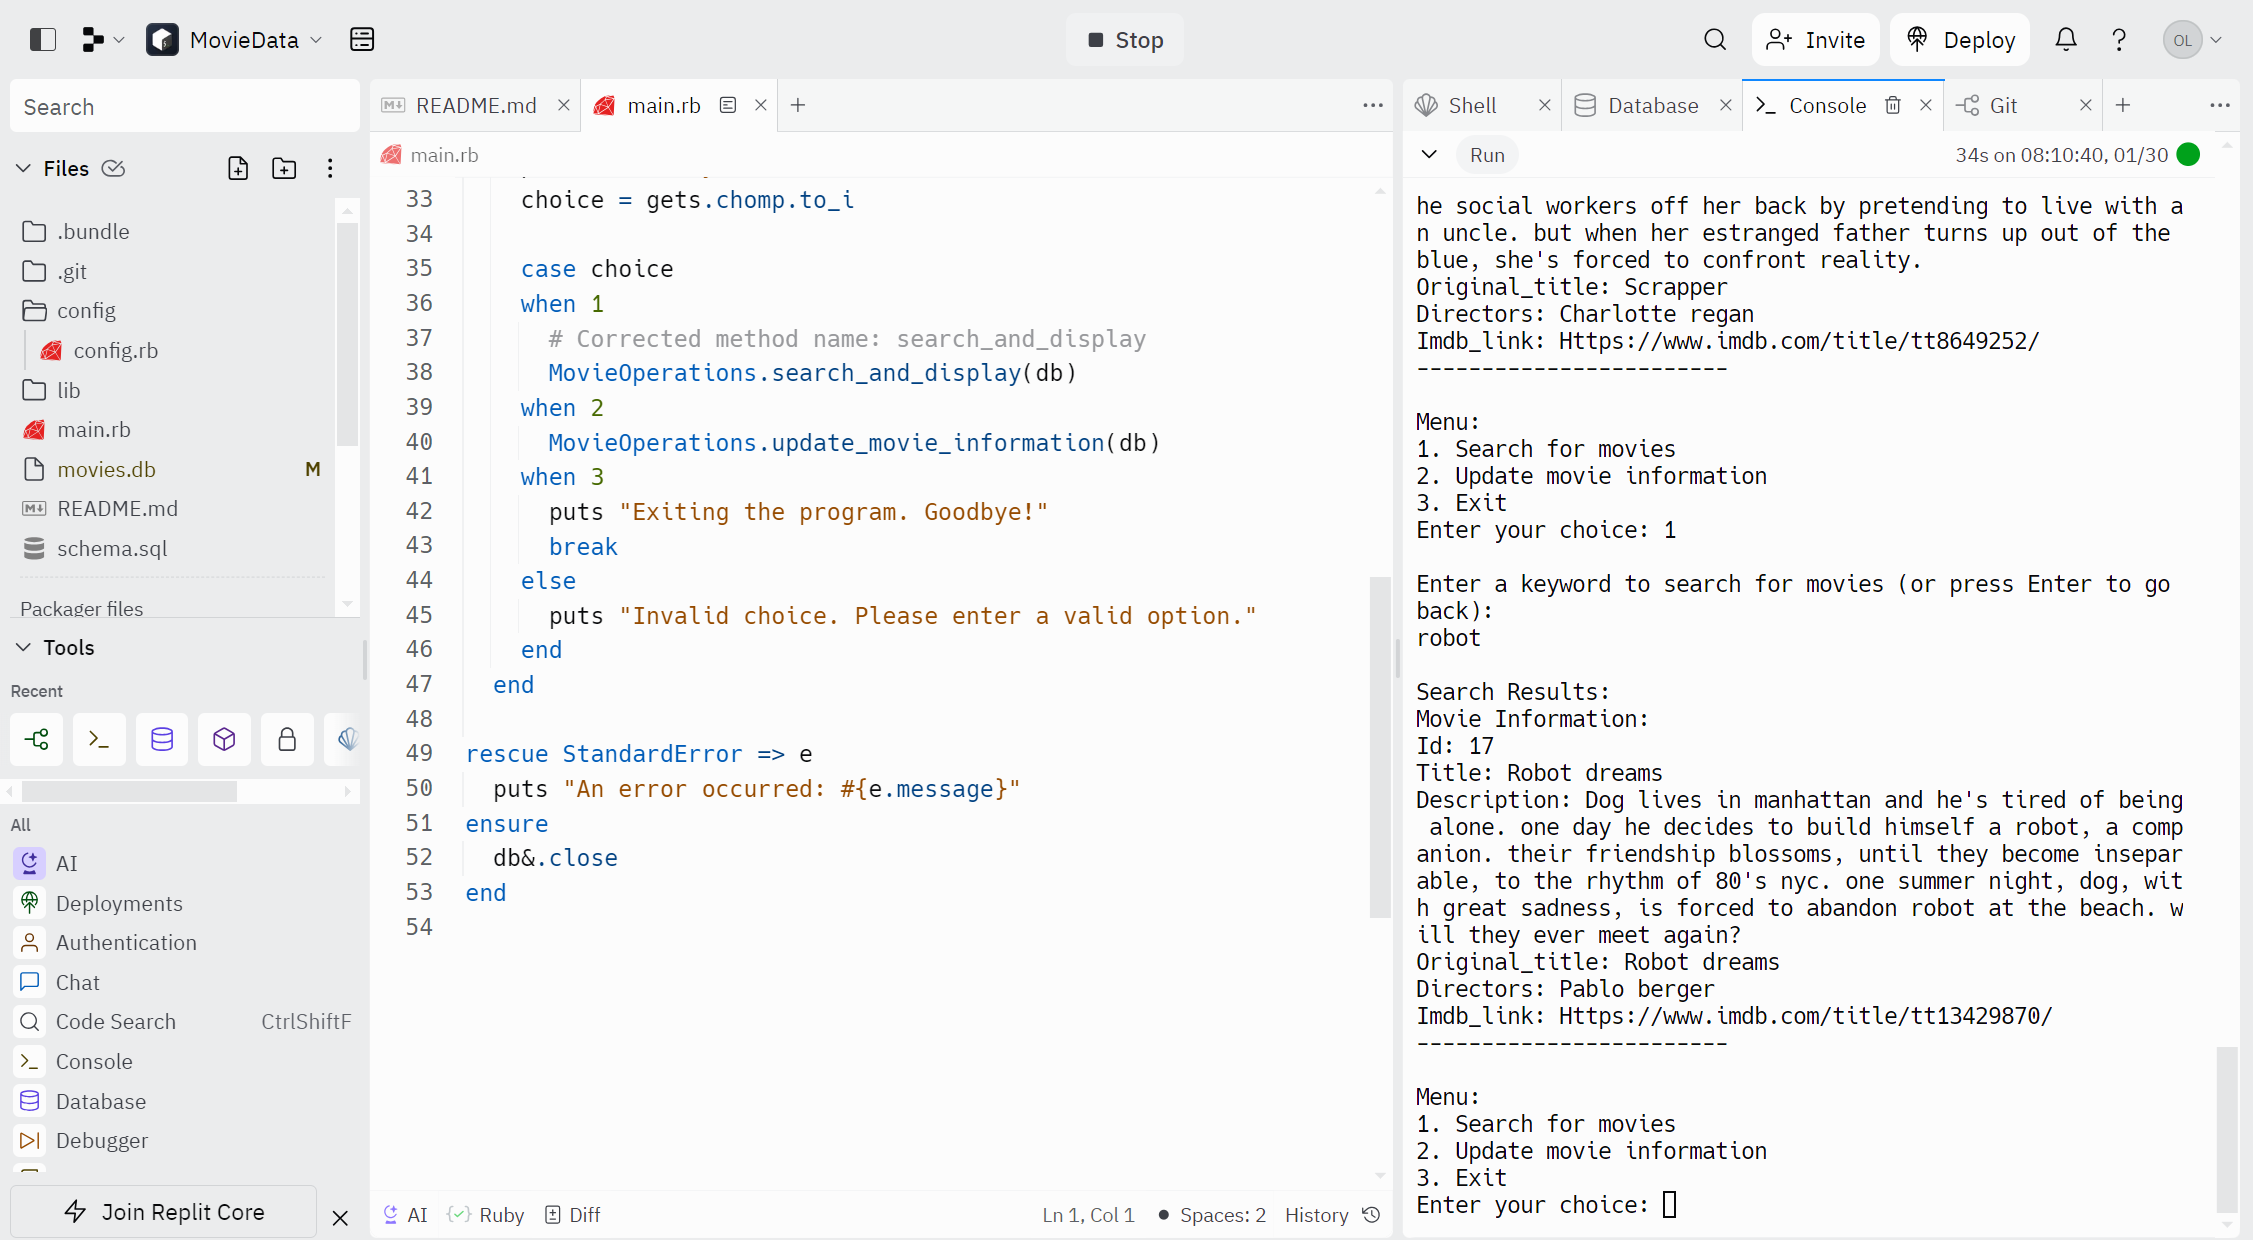 MovieData
Stop
Invite
Deploy
OL
Search
Files
.bundle
.git
config
config.rb
lib
main.rb
movies.db M
README.md
schema.sql
Packager files
Tools
Recent
All
AI
Deployments
Authentication
Chat
Code Search CtrlShiftF
Console
Database
Debugger
Join Replit Core
README.md
main.rb
main.rb
33 choice = gets.chomp.to_i
34
35 case choice
36 when 1
37 # Corrected method name: search_and_display
38 MovieOperations.search_and_display(db)
39 when 2
40 MovieOperations.update_movie_information(db)
41 when 3
42 puts "Exiting the program. Goodbye!"
43 break
44 else
45 puts "Invalid choice. Please enter a valid option."
46 end
47 end
48
49 rescue StandardError => e
50 puts "An error occurred: #{e.message}"
51 ensure
52 db&.close
53 end
54
AI
Ruby
Diff
Ln 1, Col 1
Spaces: 2
History
Shell
Database
Console
Git
Run
34s on 08:10:40, 01/30
he social workers off her back by pretending to live with a
n uncle. but when her estranged father turns up out of the
blue, she's forced to confront reality.
Original_title: Scrapper
Directors: Charlotte regan
Imdb_link: Https://www.imdb.com/title/tt8649252/
------------------------
Menu:
1. Search for movies
2. Update movie information
3. Exit
Enter your choice: 1
Enter a keyword to search for movies (or press Enter to go
back):
robot
Search Results:
Movie Information:
Id: 17
Title: Robot dreams
Description: Dog lives in manhattan and he's tired of being
alone. one day he decides to build himself a robot, a comp
anion. their friendship blossoms, until they become insepar
able, to the rhythm of 80's nyc. one summer night, dog, wit
h great sadness, is forced to abandon robot at the beach. w
ill they ever meet again?
Original_title: Robot dreams
Directors: Pablo berger
Imdb_link: Https://www.imdb.com/title/tt13429870/
------------------------
Menu:
1. Search for movies
2. Update movie information
3. Exit
Enter your choice: